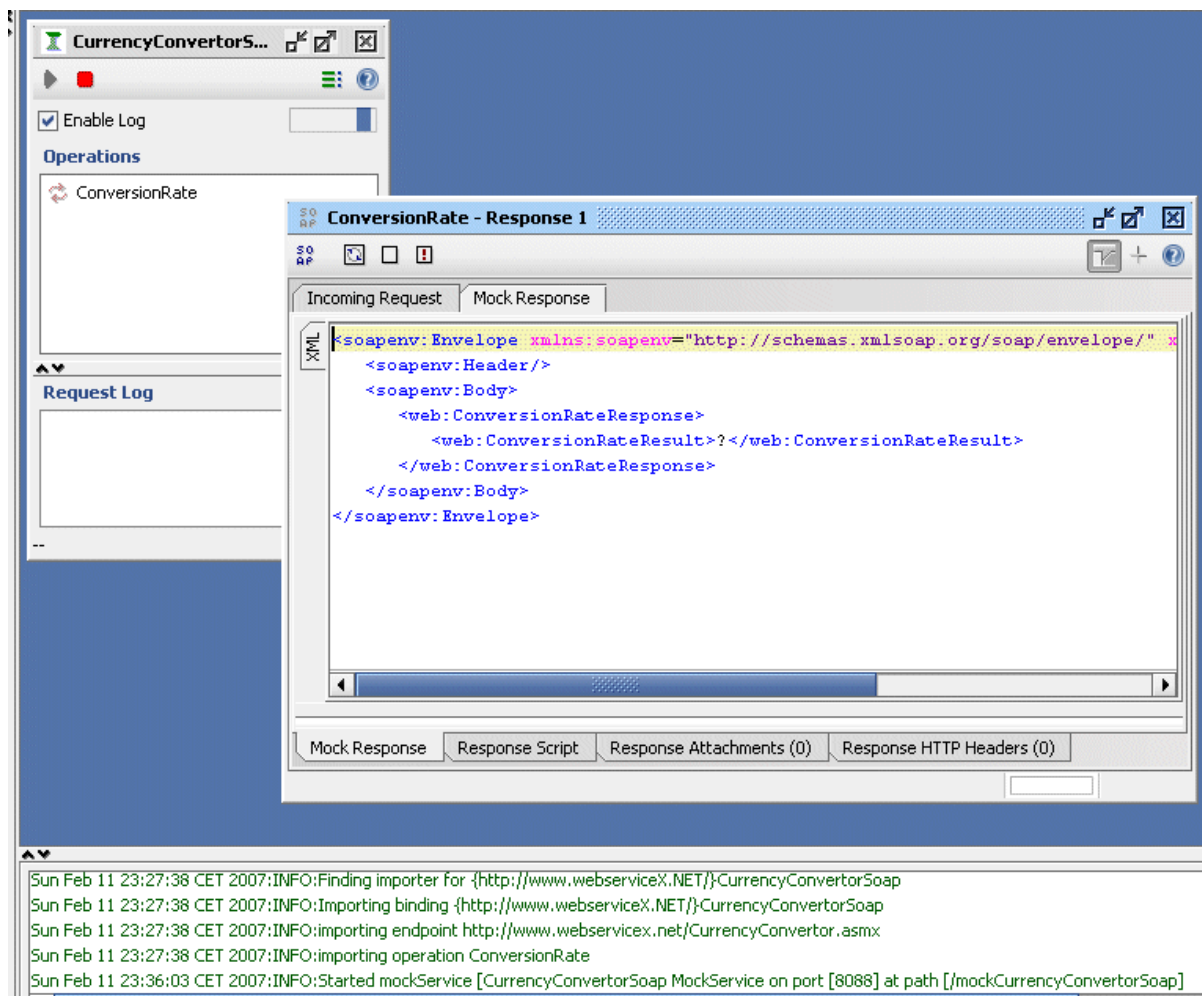 CurrencyConvertorS...
Enable Log
Operations
ConversionRate
Request Log
--
SO
AP
ConversionRate - Response 1
SO
AP
Incoming Request
Mock Response
XML
<soapenv:Envelope xmlns:soapenv="http://schemas.xmlsoap.org/soap/envelope/" x
<soapenv:Header/>
<soapenv:Body>
<web:ConversionRateResponse>
<web:ConversionRateResult>?</web:ConversionRateResult>
</web:ConversionRateResponse>
</soapenv:Body>
</soapenv:Envelope>
Mock Response
Response Script
Response Attachments (0)
Response HTTP Headers (0)
Sun Feb 11 23:27:38 CET 2007:INFO:Finding importer for {http://www.webserviceX.NET/}CurrencyConvertorSoap
Sun Feb 11 23:27:38 CET 2007:INFO:Importing binding {http://www.webserviceX.NET/}CurrencyConvertorSoap
Sun Feb 11 23:27:38 CET 2007:INFO:importing endpoint http://www.webservicex.net/CurrencyConvertor.asmx
Sun Feb 11 23:27:38 CET 2007:INFO:importing operation ConversionRate
Sun Feb 11 23:36:03 CET 2007:INFO:Started mockService [CurrencyConvertorSoap MockService on port [8088] at path [/mockCurrencyConvertorSoap]